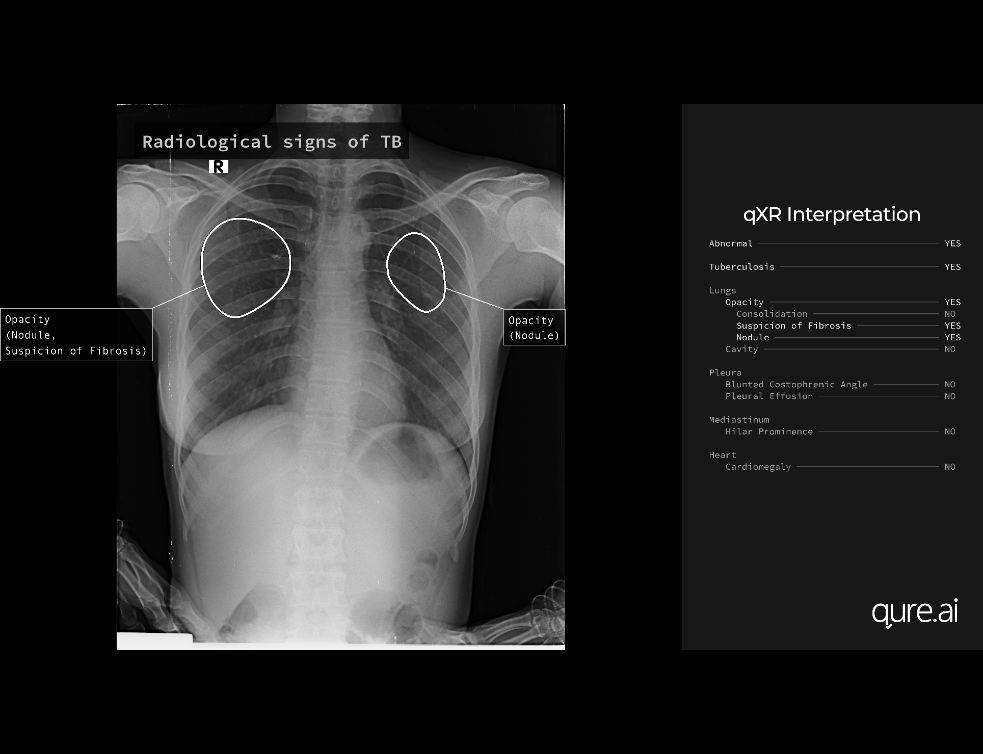 Radiological signs of TB
R
Opacity
(Nodule,
Suspicion of Fibrosis)
Opacity
(Nodule)
qXR Interpretation
Abnormal YES
Tuberculosis YES
Lungs
Opacity YES
Consolidation NO
Suspicion of Fibrosis YES
Nodule YES
Cavity NO
Pleura
Blunted Costophrenic Angle NO
Pleural Effusion NO
Mediastinum
Hilar Prominence NO
Heart
Cardiomegaly NO
qure.ai